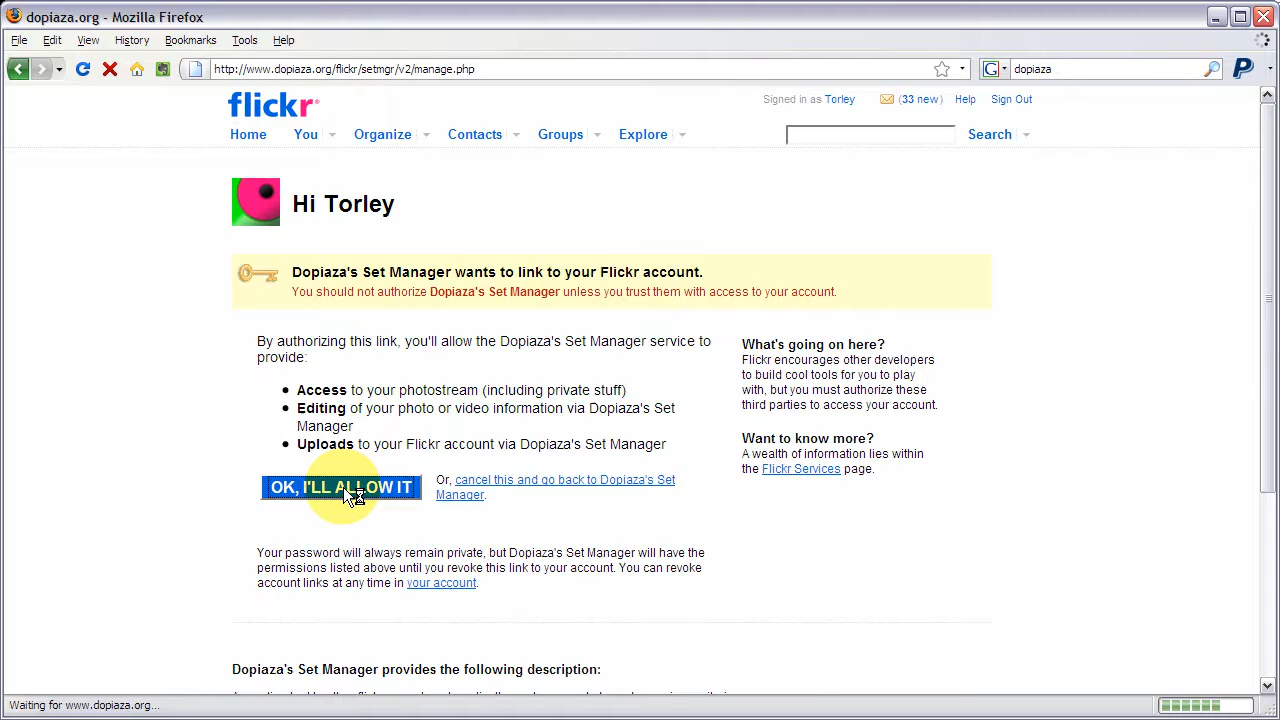 dopiaza.org - Mozilla Firefox
File Edit View History Bookmarks Tools Help
http://www.dopiaza.org/flickr/setmgr/v2/manage.php
G dopiaza
P
flickr
Signed in as Torley (33 new) Help Sign Out
Home You Organize Contacts Groups Explore Search
Hi Torley
Dopiaza's Set Manager wants to link to your Flickr account.
You should not authorize Dopiaza's Set Manager unless you trust them with access to your account.
By authorizing this link, you'll allow the Dopiaza's Set Manager service to
provide:
Access to your photostream (including private stuff)
Editing of your photo or video information via Dopiaza's Set
Manager
Uploads to your Flickr account via Dopiaza's Set Manager
OK, I'LL ALLOW IT
Or, cancel this and go back to Dopiaza's Set
Manager.
What's going on here?
Flickr encourages other developers
to build cool tools for you to play
with, but you must authorize these
third parties to access your account.
Want to know more?
A wealth of information lies within
the Flickr Services page.
Your password will always remain private, but Dopiaza's Set Manager will have the
permissions listed above until you revoke this link to your account. You can revoke
account links at any time in your account.
Dopiaza's Set Manager provides the following description:
Waiting for www.dopiaza.org...